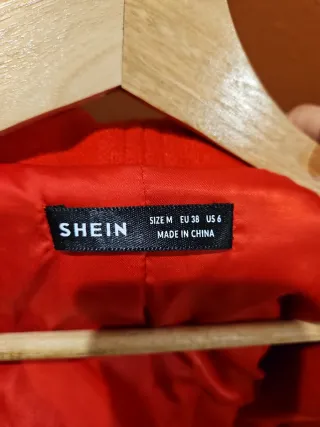 SHEIN
SIZE M EU 38 US 6
MADE IN CHINA